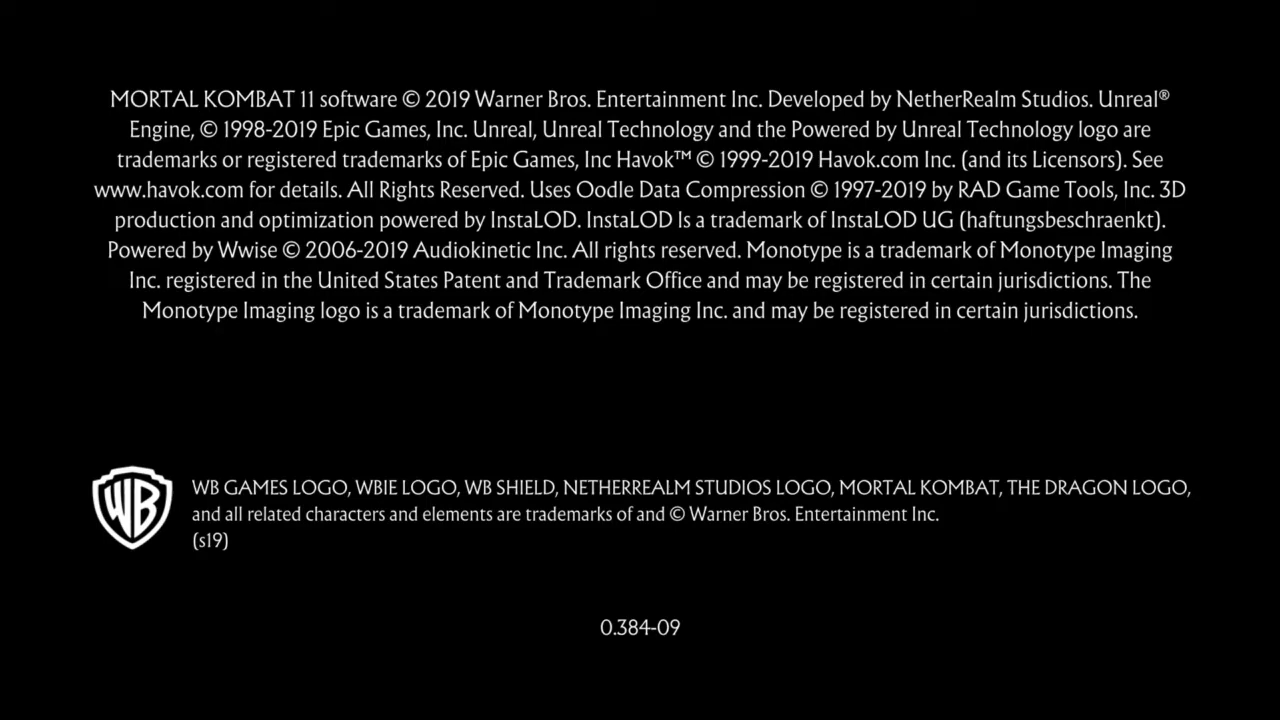 MORTAL KOMBAT 11 software © 2019 Warner Bros. Entertainment Inc. Developed by NetherRealm Studios. Unreal®
Engine, © 1998-2019 Epic Games, Inc. Unreal, Unreal Technology and the Powered by Unreal Technology logo are
trademarks or registered trademarks of Epic Games, Inc Havok™ © 1999-2019 Havok.com Inc. (and its Licensors). See
www.havok.com for details. All Rights Reserved. Uses Oodle Data Compression © 1997-2019 by RAD Game Tools, Inc. 3D
production and optimization powered by InstaLOD. InstaLOD Is a trademark of InstaLOD UG (haftungsbeschraenkt).
Powered by Wwise © 2006-2019 Audiokinetic Inc. All rights reserved. Monotype is a trademark of Monotype Imaging
Inc. registered in the United States Patent and Trademark Office and may be registered in certain jurisdictions. The
Monotype Imaging logo is a trademark of Monotype Imaging Inc. and may be registered in certain jurisdictions.
WB
WB GAMES LOGO, WBIE LOGO, WB SHIELD, NETHERREALM STUDIOS LOGO, MORTAL KOMBAT, THE DRAGON LOGO,
and all related characters and elements are trademarks of and © Warner Bros. Entertainment Inc.
(s19)
0.384-09